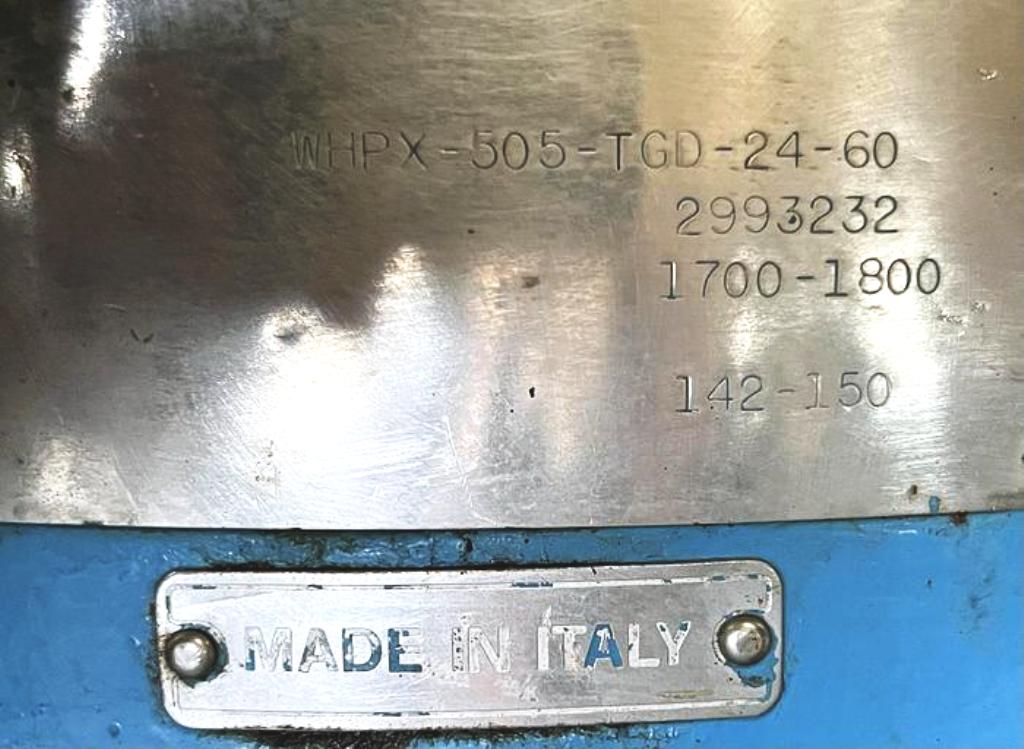 WHPX-505-TGD-24-60
2993232
1700-1800
142-150
MADE IN ITALY